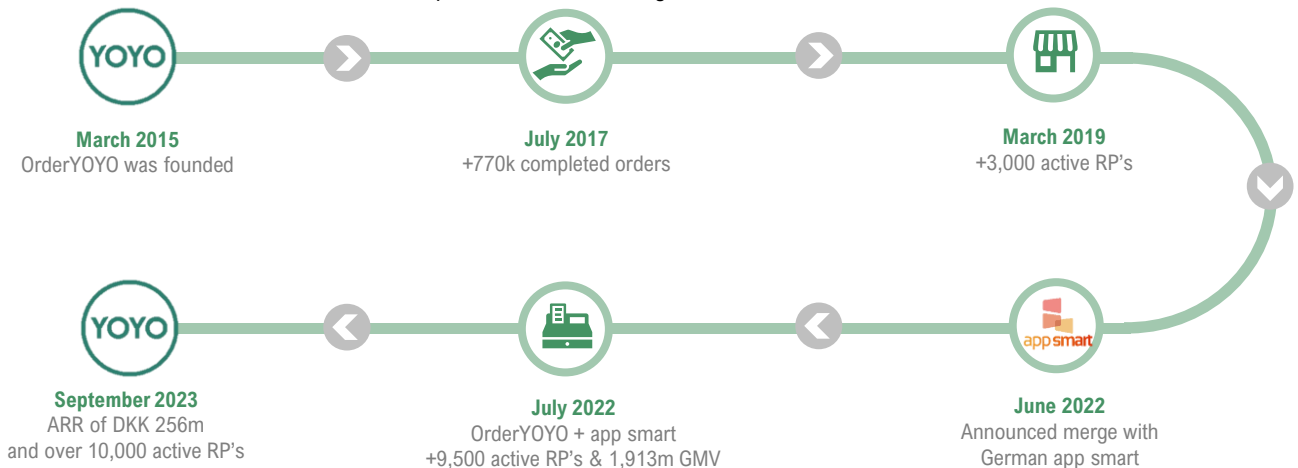 YOYO
March 2015
OrderYOYO was founded
July 2017
+770k completed orders
March 2019
+3,000 active RP's
app smart
June 2022
Announced merge with
German app smart
July 2022
OrderYOYO + app smart
+9,500 active RP's & 1,913m GMV
YOYO
September 2023
ARR of DKK 256m
and over 10,000 active RP's